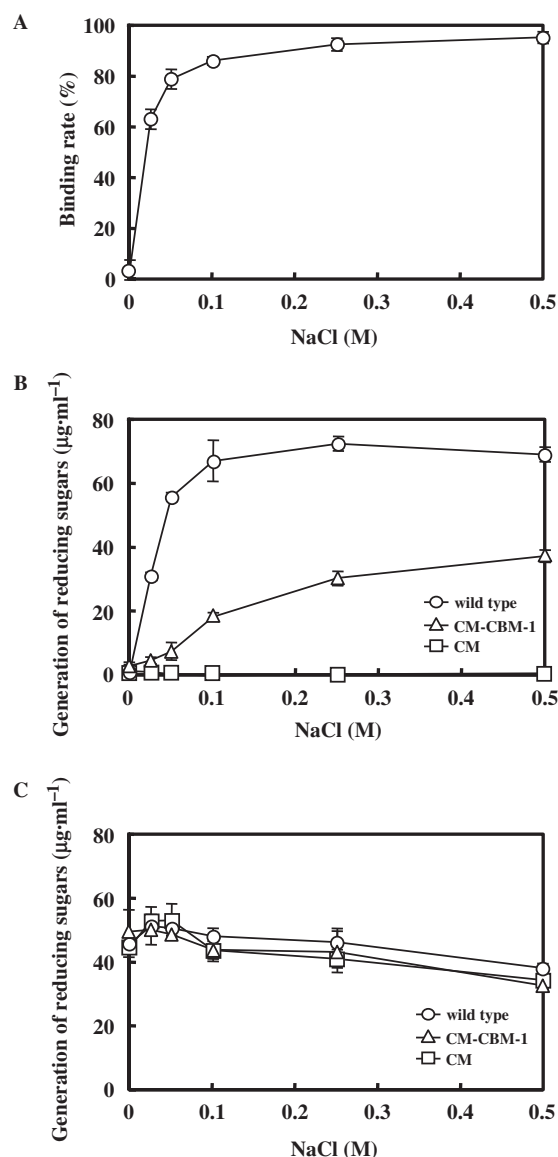 A
100
80
60
40
20
0
Binding rate (%)
0 0.1 0.2 0.3 0.4 0.5
NaCl (M)
B
80
60
40
20
0
Generation of reducing sugars (µg·ml⁻¹)
wild type
CM-CBM-1
CM
0 0.1 0.2 0.3 0.4 0.5
NaCl (M)
C
80
60
40
20
0
Generation of reducing sugars (µg·ml⁻¹)
wild type
CM-CBM-1
CM
0 0.1 0.2 0.3 0.4 0.5
NaCl (M)